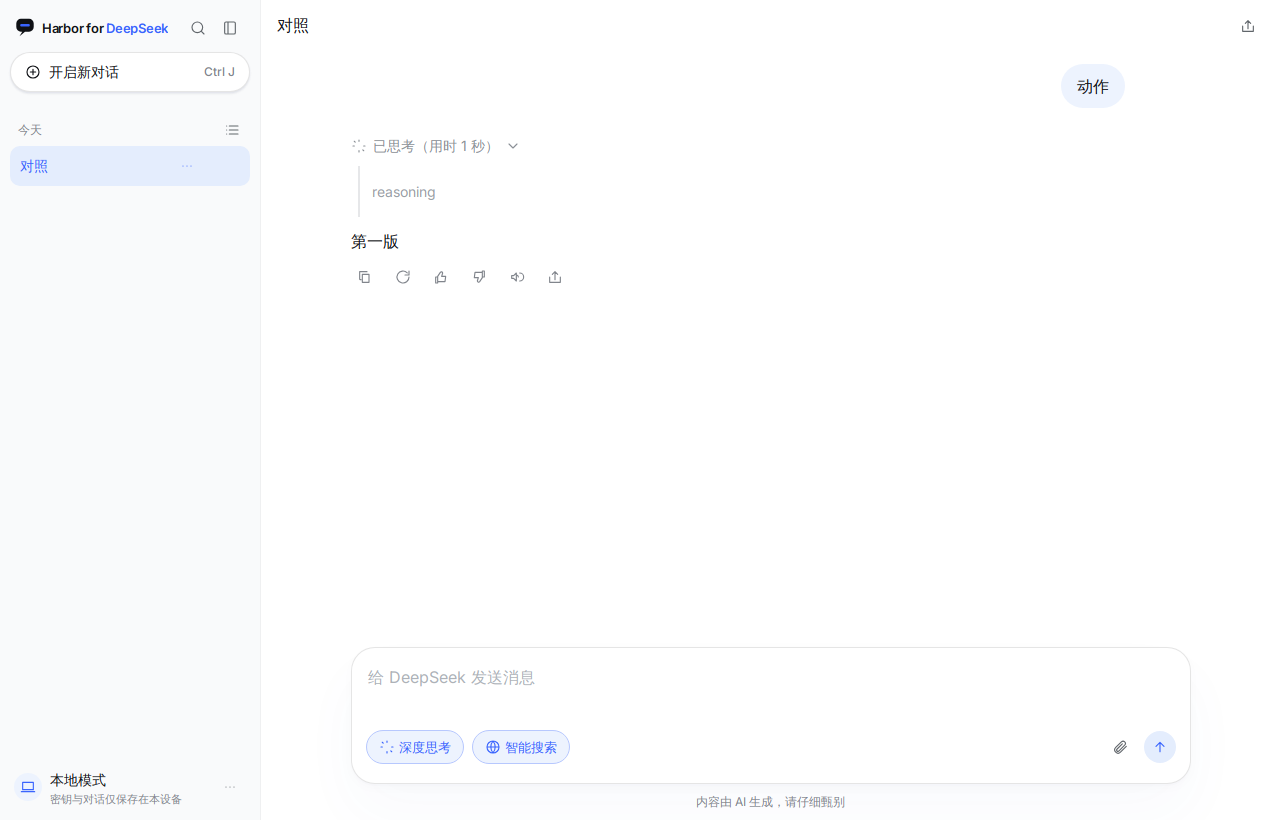 Harbor for DeepSeek
开启新对话 Ctrl J
今天
对照
本地模式
密钥与对话仅保存在本设备
对照
动作
已思考（用时 1 秒）
reasoning
第一版
给 DeepSeek 发送消息
深度思考 智能搜索
内容由 AI 生成，请仔细甄别